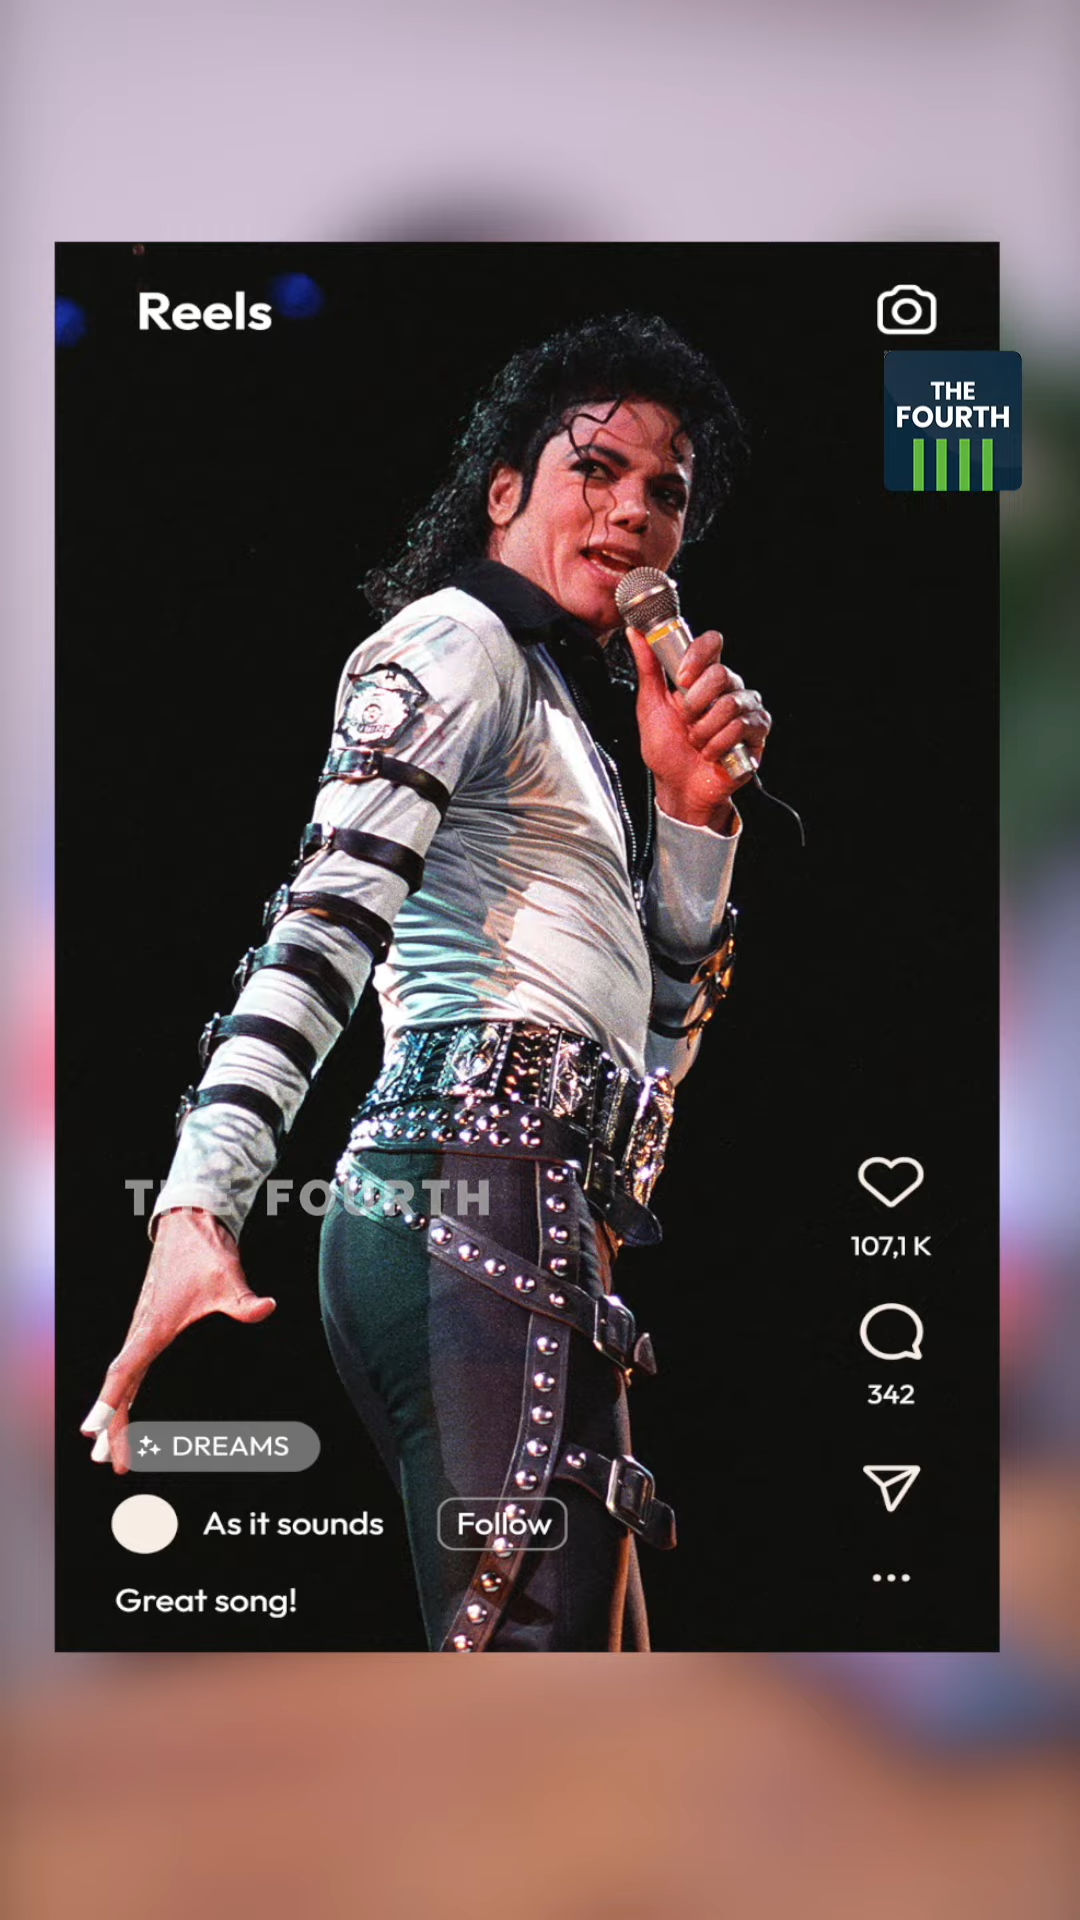 Reels
THE
FOURTH
THE FOURTH
107,1 K
342
DREAMS
As it sounds
Follow
Great song!